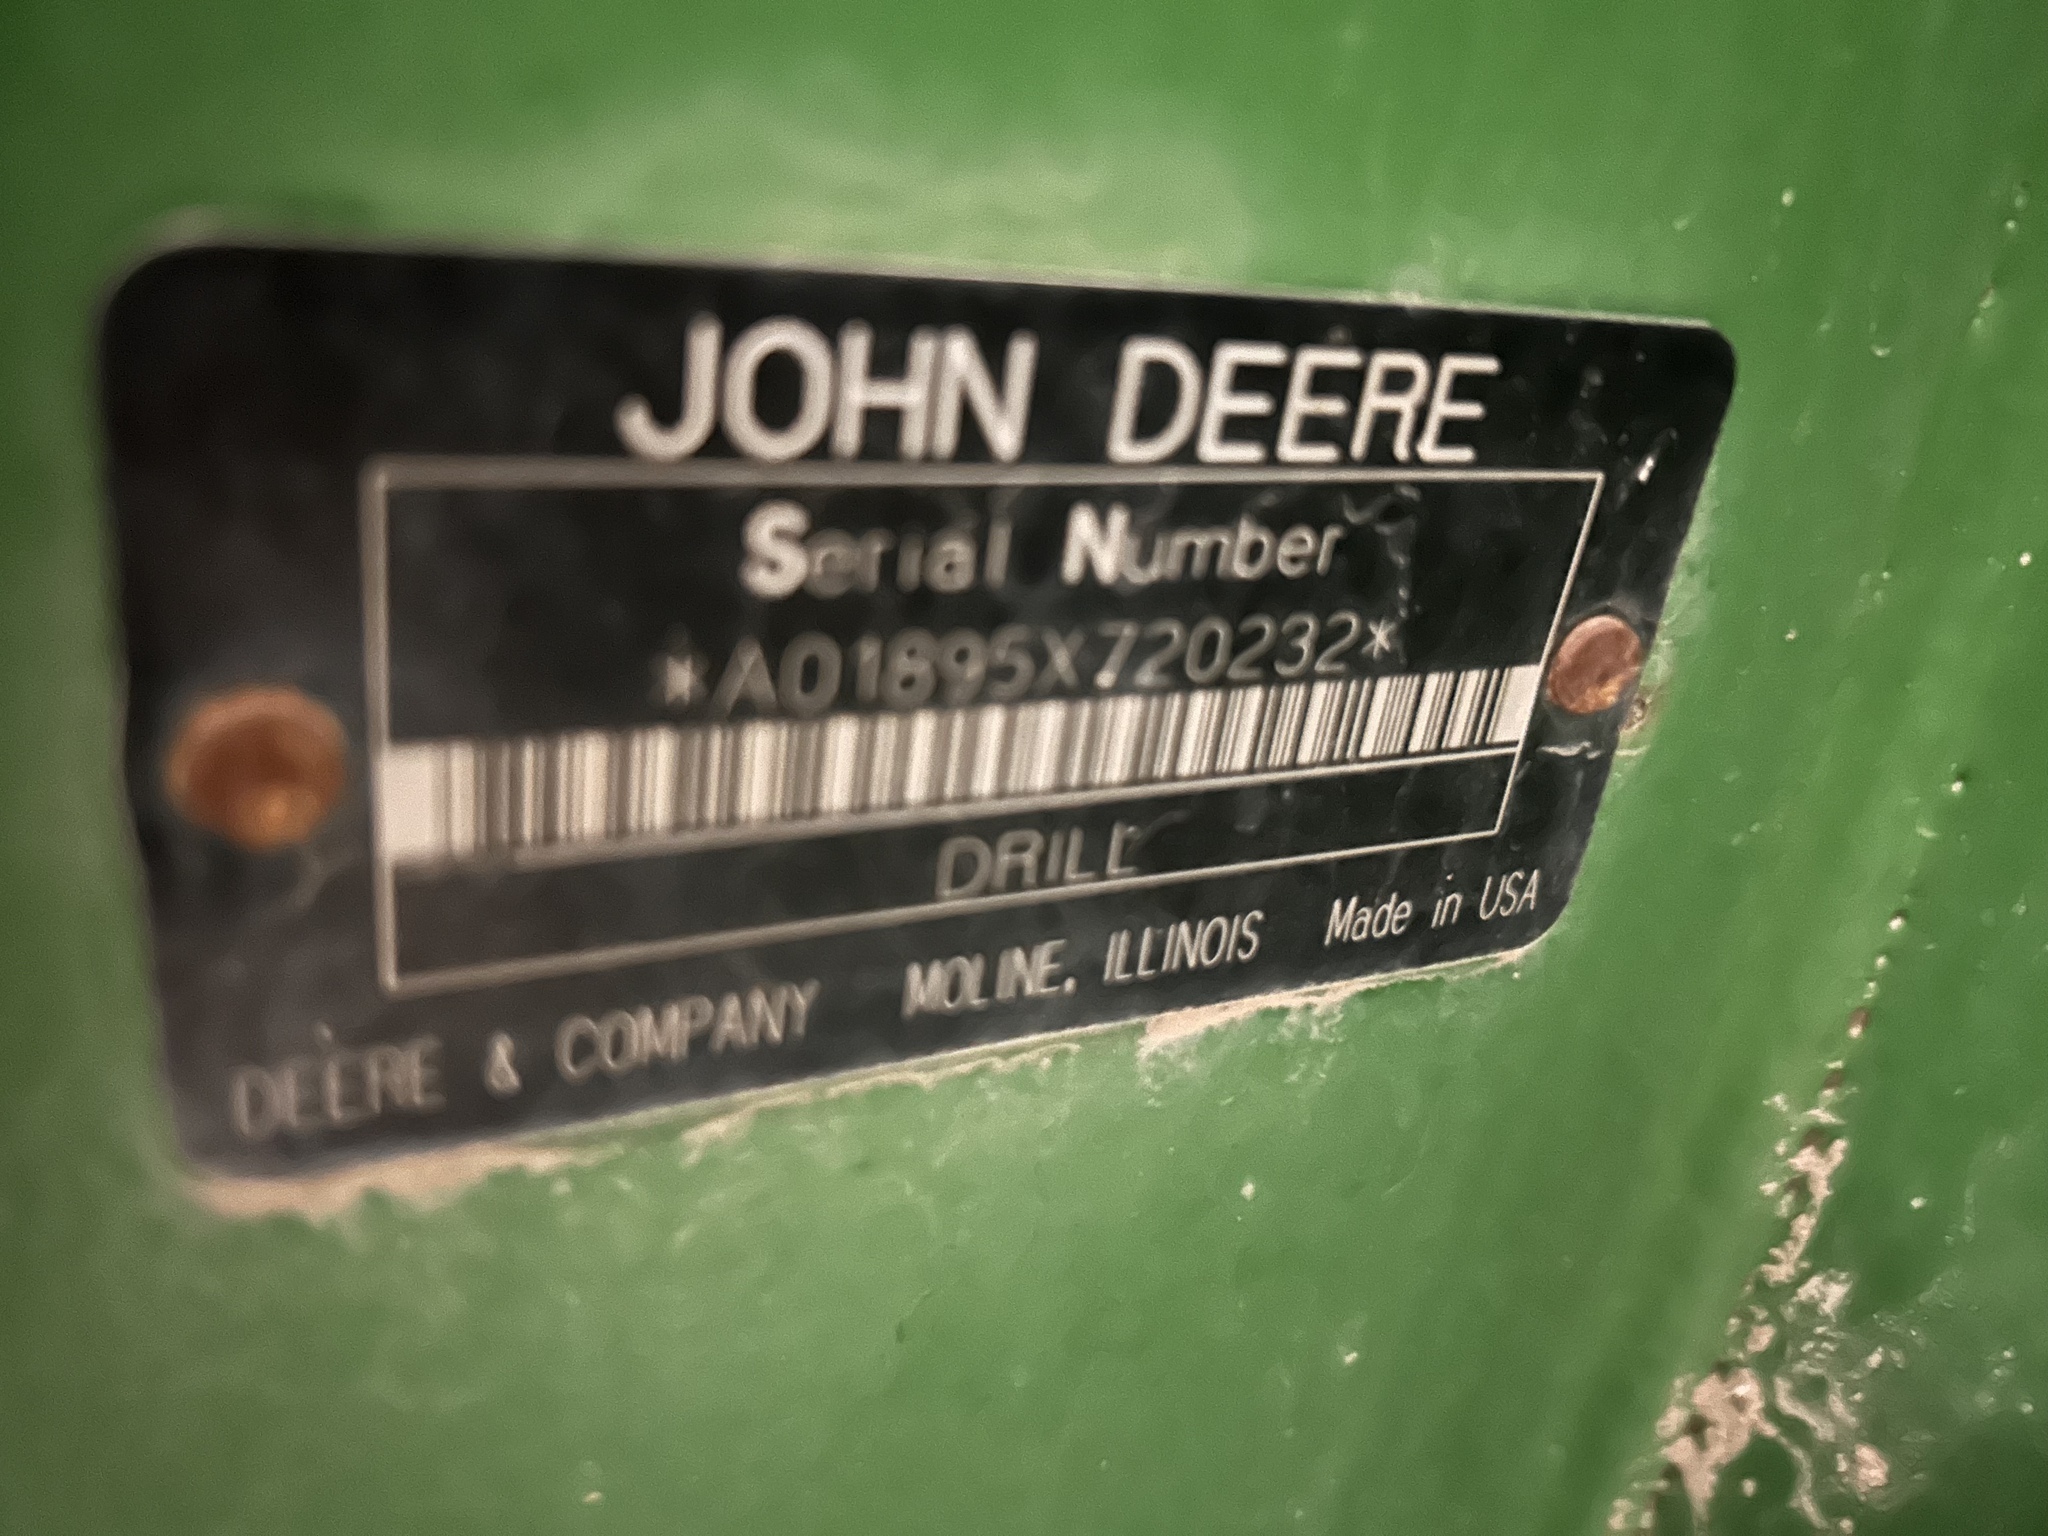 JOHN DEERE
Serial Number
*A01895X720232*
DRILL
DEERE & COMPANY MOLINE, ILLINOIS Made in USA